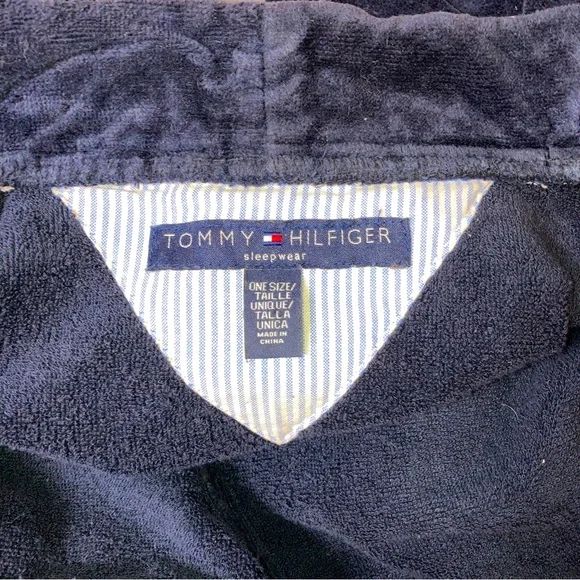 TOMMY HILFIGER
sleepwear
ONE SIZE/
TAILLE
UNIQUE/
TALLA
UNICA
MADE IN
CHINA